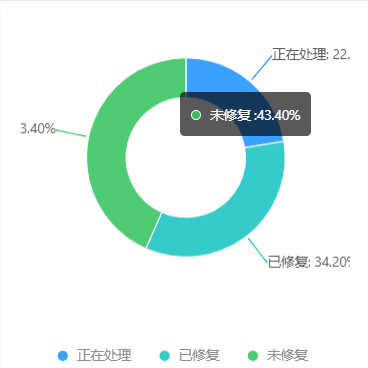 正在处理: 22.
未修复 :43.40%
3.40%
已修复: 34.20%
正在处理
已修复
未修复